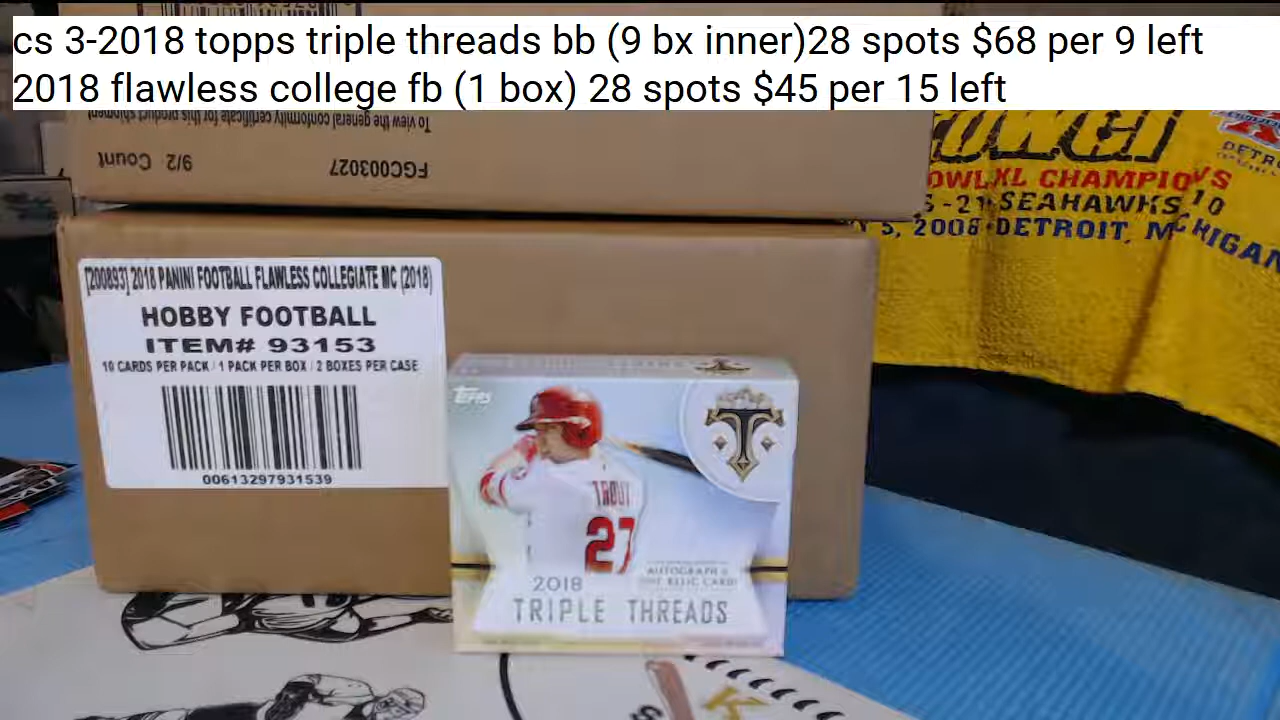 cs 3-2018 topps triple threads bb (9 bx inner)28 spots $68 per 9 left
2018 flawless college fb (1 box) 28 spots $45 per 15 left
To view the general conformity certificate for this product shipment
9/2 Count
FGC003027
XL CHAMPIONS
SEAHAWKS 10
5, 2006 · DETROIT, MICHIGAN
[200893] 2018 PANINI FOOTBALL FLAWLESS COLLEGIATE MC (2018)
HOBBY FOOTBALL
ITEM# 93153
10 CARDS PER PACK / 1 PACK PER BOX / 2 BOXES PER CASE
00613297931539
Topps
T
TROUT
27
AUTOGRAPH &
RELIC CARD
2018
TRIPLE THREADS
K